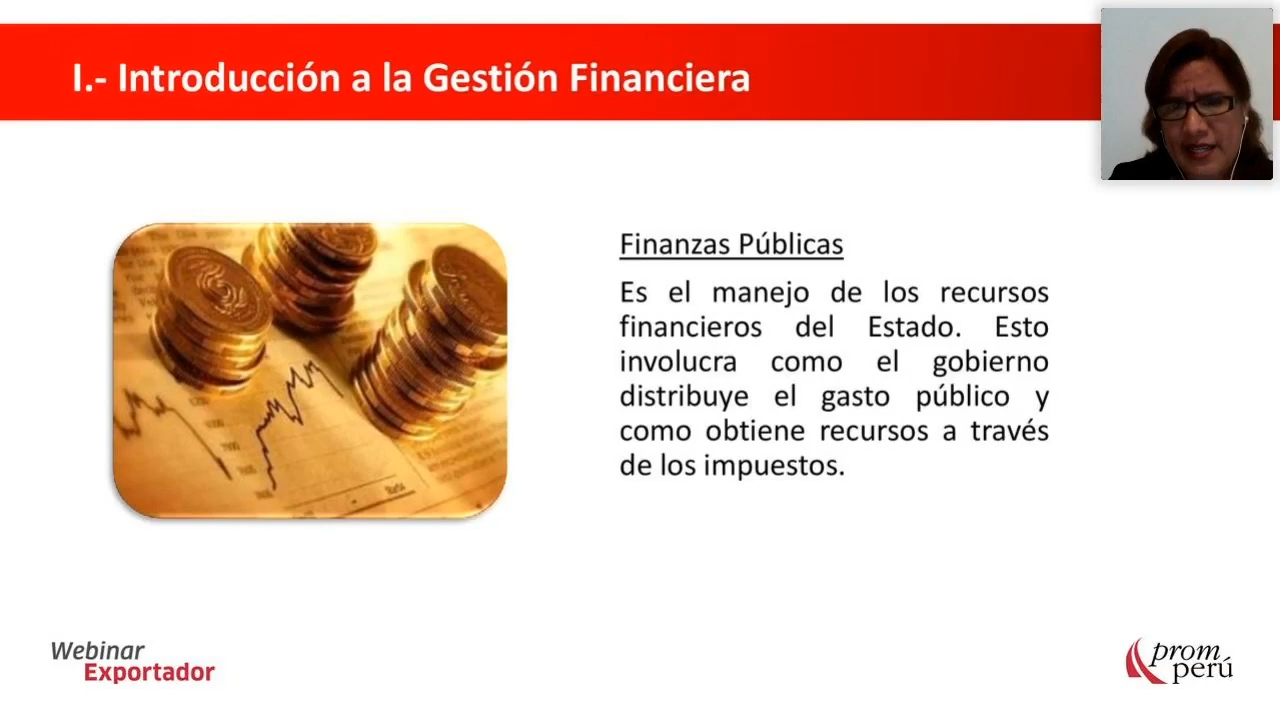 I.- Introducción a la Gestión Financiera
Finanzas Públicas
Es el manejo de los recursos
financieros del Estado. Esto
involucra como el gobierno
distribuye el gasto público y
como obtiene recursos a través
de los impuestos.
Webinar
Exportador
prom
perú